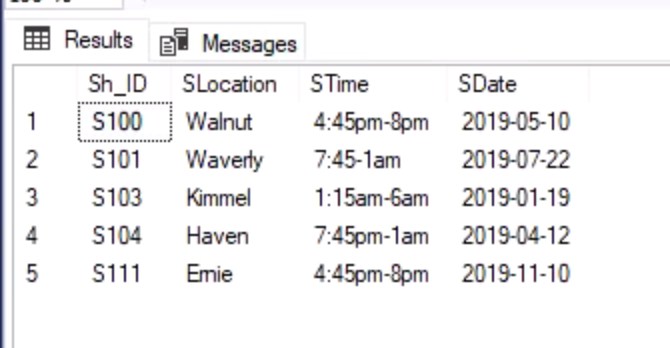 Results Messages
Sh_ID SLocation STime SDate
1 S100 Walnut 4:45pm-8pm 2019-05-10
2 S101 Waverly 7:45-1am 2019-07-22
3 S103 Kimmel 1:15am-6am 2019-01-19
4 S104 Haven 7:45pm-1am 2019-04-12
5 S111 Ernie 4:45pm-8pm 2019-11-10